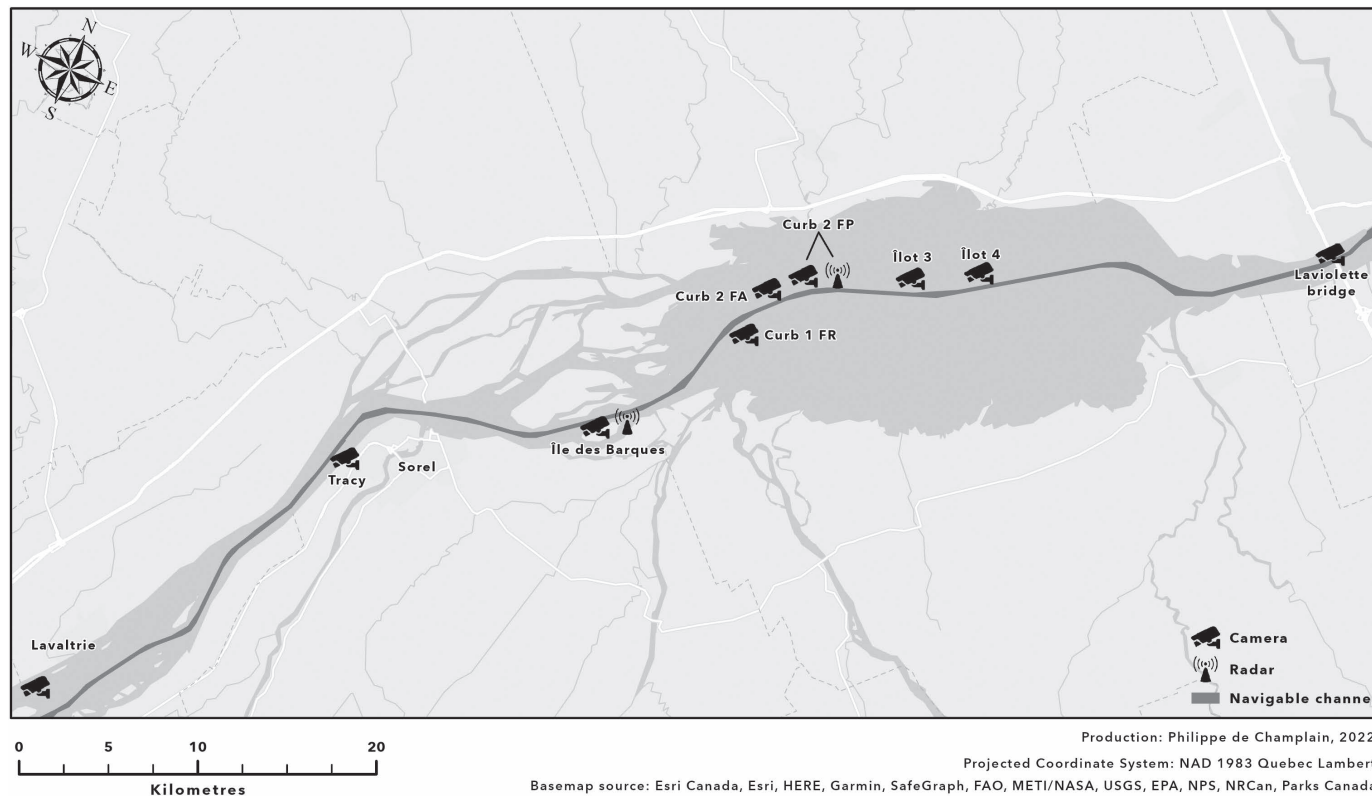 N
W
E
S
Curb 2 FP
Îlot 3
Îlot 4
Laviolette
bridge
Curb 2 FA
Curb 1 FR
Île des Barques
Sorel
Tracy
Lavaltrie
Camera
Radar
Navigable channe
0 5 10 20
Kilometres
Production: Philippe de Champlain, 2022
Projected Coordinate System: NAD 1983 Quebec Lambert
Basemap source: Esri Canada, Esri, HERE, Garmin, SafeGraph, FAO, METI/NASA, USGS, EPA, NPS, NRCan, Parks Canada